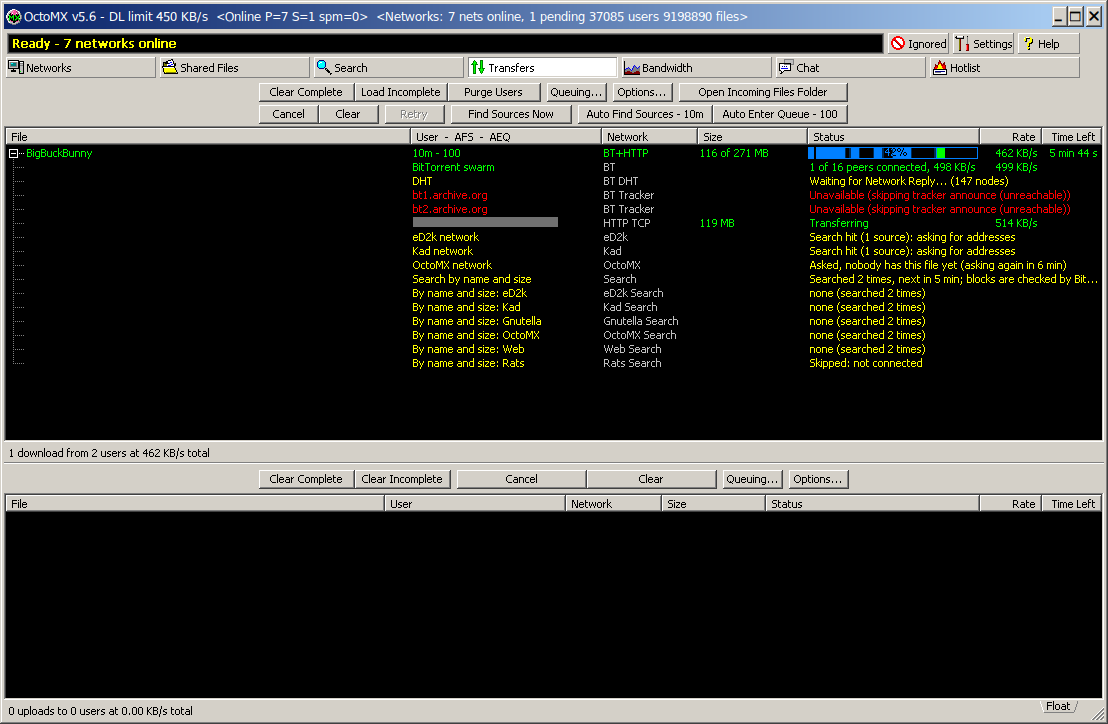 OctoMX v5.6 - DL limit 450 KB/s <Online P=7 S=1 spm=0> <Networks: 7 nets online, 1 pending 37085 users 9198890 files>
Ready - 7 networks online
Ignored Settings ? Help
Networks Shared Files Search Transfers Bandwidth Chat Hotlist
Clear Complete Load Incomplete Purge Users Queuing... Options... Open Incoming Files Folder
Cancel Clear Retry Find Sources Now Auto Find Sources - 10m Auto Enter Queue - 100
File User - AFS - AEQ Network Size Status Rate Time Left
BigBuckBunny 10m - 100 BT+HTTP 116 of 271 MB 42% 462 KB/s 5 min 44 s
BitTorrent swarm BT 1 of 16 peers connected, 498 KB/s 499 KB/s
DHT BT DHT Waiting for Network Reply... (147 nodes)
bt1.archive.org BT Tracker Unavailable (skipping tracker announce (unreachable))
bt2.archive.org BT Tracker Unavailable (skipping tracker announce (unreachable))
HTTP TCP 119 MB Transferring 514 KB/s
eD2k network eD2k Search hit (1 source): asking for addresses
Kad network Kad Search hit (1 source): asking for addresses
OctoMX network OctoMX Asked, nobody has this file yet (asking again in 6 min)
Search by name and size Search Searched 2 times, next in 5 min; blocks are checked by Bit...
By name and size: eD2k eD2k Search none (searched 2 times)
By name and size: Kad Kad Search none (searched 2 times)
By name and size: Gnutella Gnutella Search none (searched 2 times)
By name and size: OctoMX OctoMX Search none (searched 2 times)
By name and size: Web Web Search none (searched 2 times)
By name and size: Rats Rats Search Skipped: not connected
1 download from 2 users at 462 KB/s total
Clear Complete Clear Incomplete Cancel Clear Queuing... Options...
File User Network Size Status Rate Time Left
0 uploads to 0 users at 0.00 KB/s total
Float